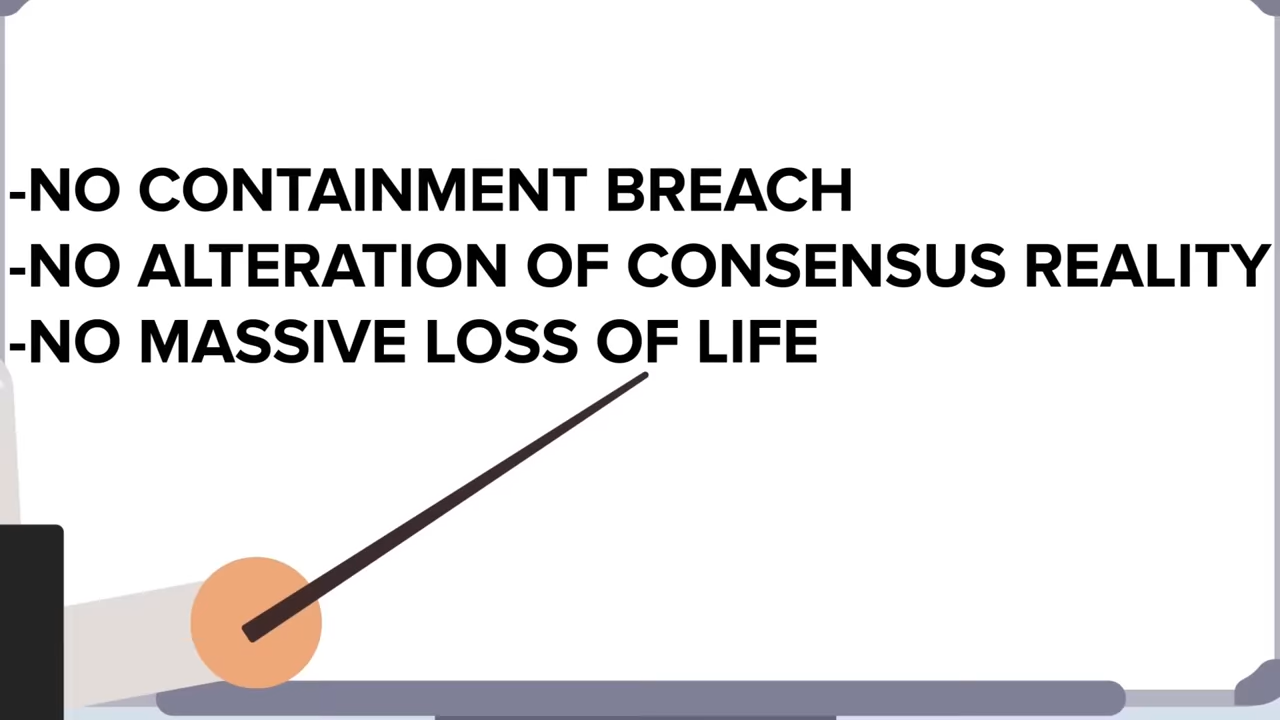 -NO CONTAINMENT BREACH
-NO ALTERATION OF CONSENSUS REALITY
-NO MASSIVE LOSS OF LIFE